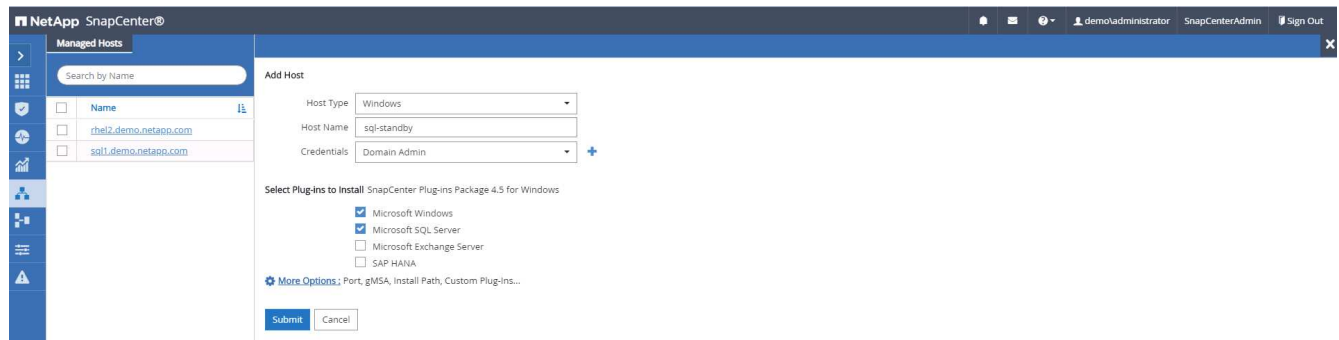 NetApp SnapCenter®
demo\administrator SnapCenterAdmin Sign Out
Managed Hosts
Search by Name
Name
rhel2.demo.netapp.com
sql1.demo.netapp.com
Add Host
Host Type Windows
Host Name sql-standby
Credentials Domain Admin
Select Plug-ins to Install SnapCenter Plug-ins Package 4.5 for Windows
Microsoft Windows
Microsoft SQL Server
Microsoft Exchange Server
SAP HANA
More Options : Port, gMSA, Install Path, Custom Plug-Ins...
Submit Cancel